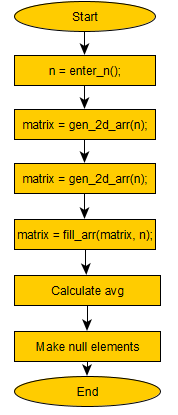 Start
n = enter_n();
matrix = gen_2d_arr(n);
matrix = gen_2d_arr(n);
matrix = fill_arr(matrix, n);
Calculate avg
Make null elements
End